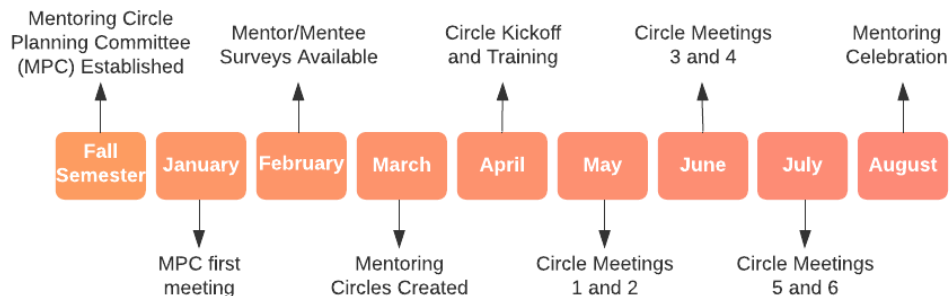 Mentoring Circle
Planning Committee
(MPC) Established
Mentor/Mentee
Surveys Available
Circle Kickoff
and Training
Circle Meetings
3 and 4
Mentoring
Celebration
Fall
Semester
January
February
March
April
May
June
July
August
MPC first
meeting
Mentoring
Circles Created
Circle Meetings
1 and 2
Circle Meetings
5 and 6